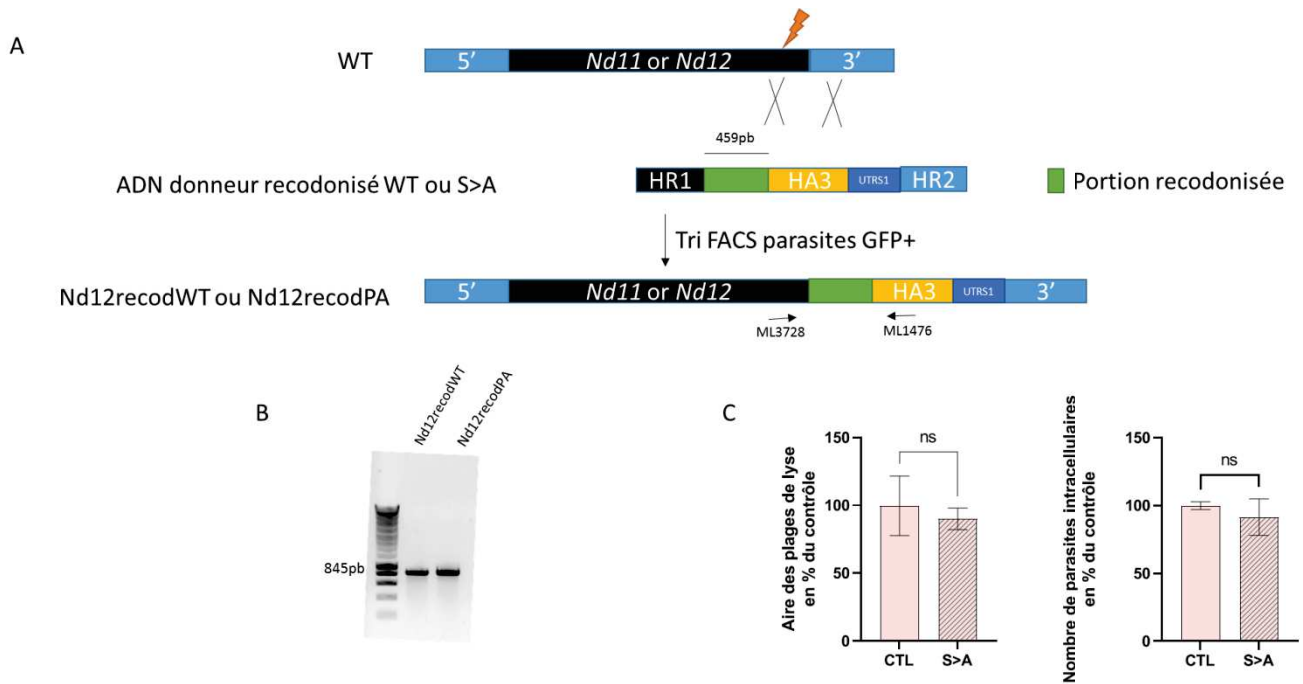 A
WT
5’
Nd11 or Nd12
3’
459pb
ADN donneur recodonisé WT ou S>A
HR1
HA3
UTRS1
HR2
Portion recodonisée
Tri FACS parasites GFP+
Nd12recodWT ou Nd12recodPA
5’
Nd11 or Nd12
HA3
UTRS1
3’
ML3728
ML1476
B
Nd12recodWT
Nd12recodPA
845pb
C
Aire des plages de lyse
en % du contrôle
150
100
50
0
ns
CTL
S>A
Nombre de parasites intracellulaires
en % du contrôle
150
100
50
0
ns
CTL
S>A